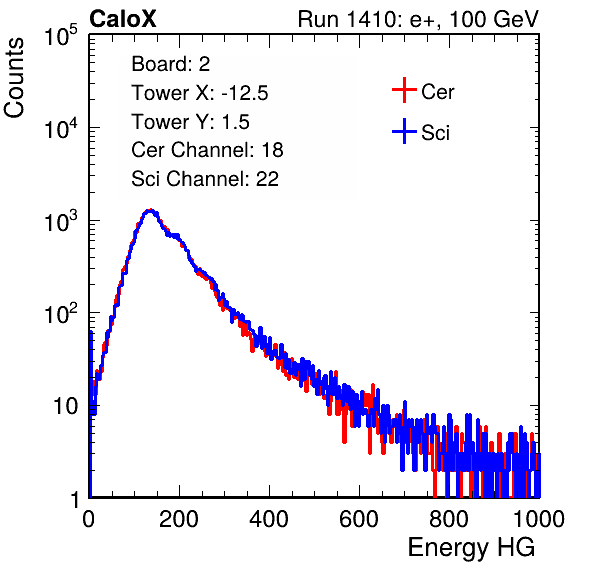 CaloX Run 1410: e+, 100 GeV
Counts
Board: 2
Tower X: -12.5
Tower Y: 1.5
Cer Channel: 18
Sci Channel: 22
Cer
Sci
10^5
10^4
10^3
10^2
10
1
0 200 400 600 800 1000
Energy HG